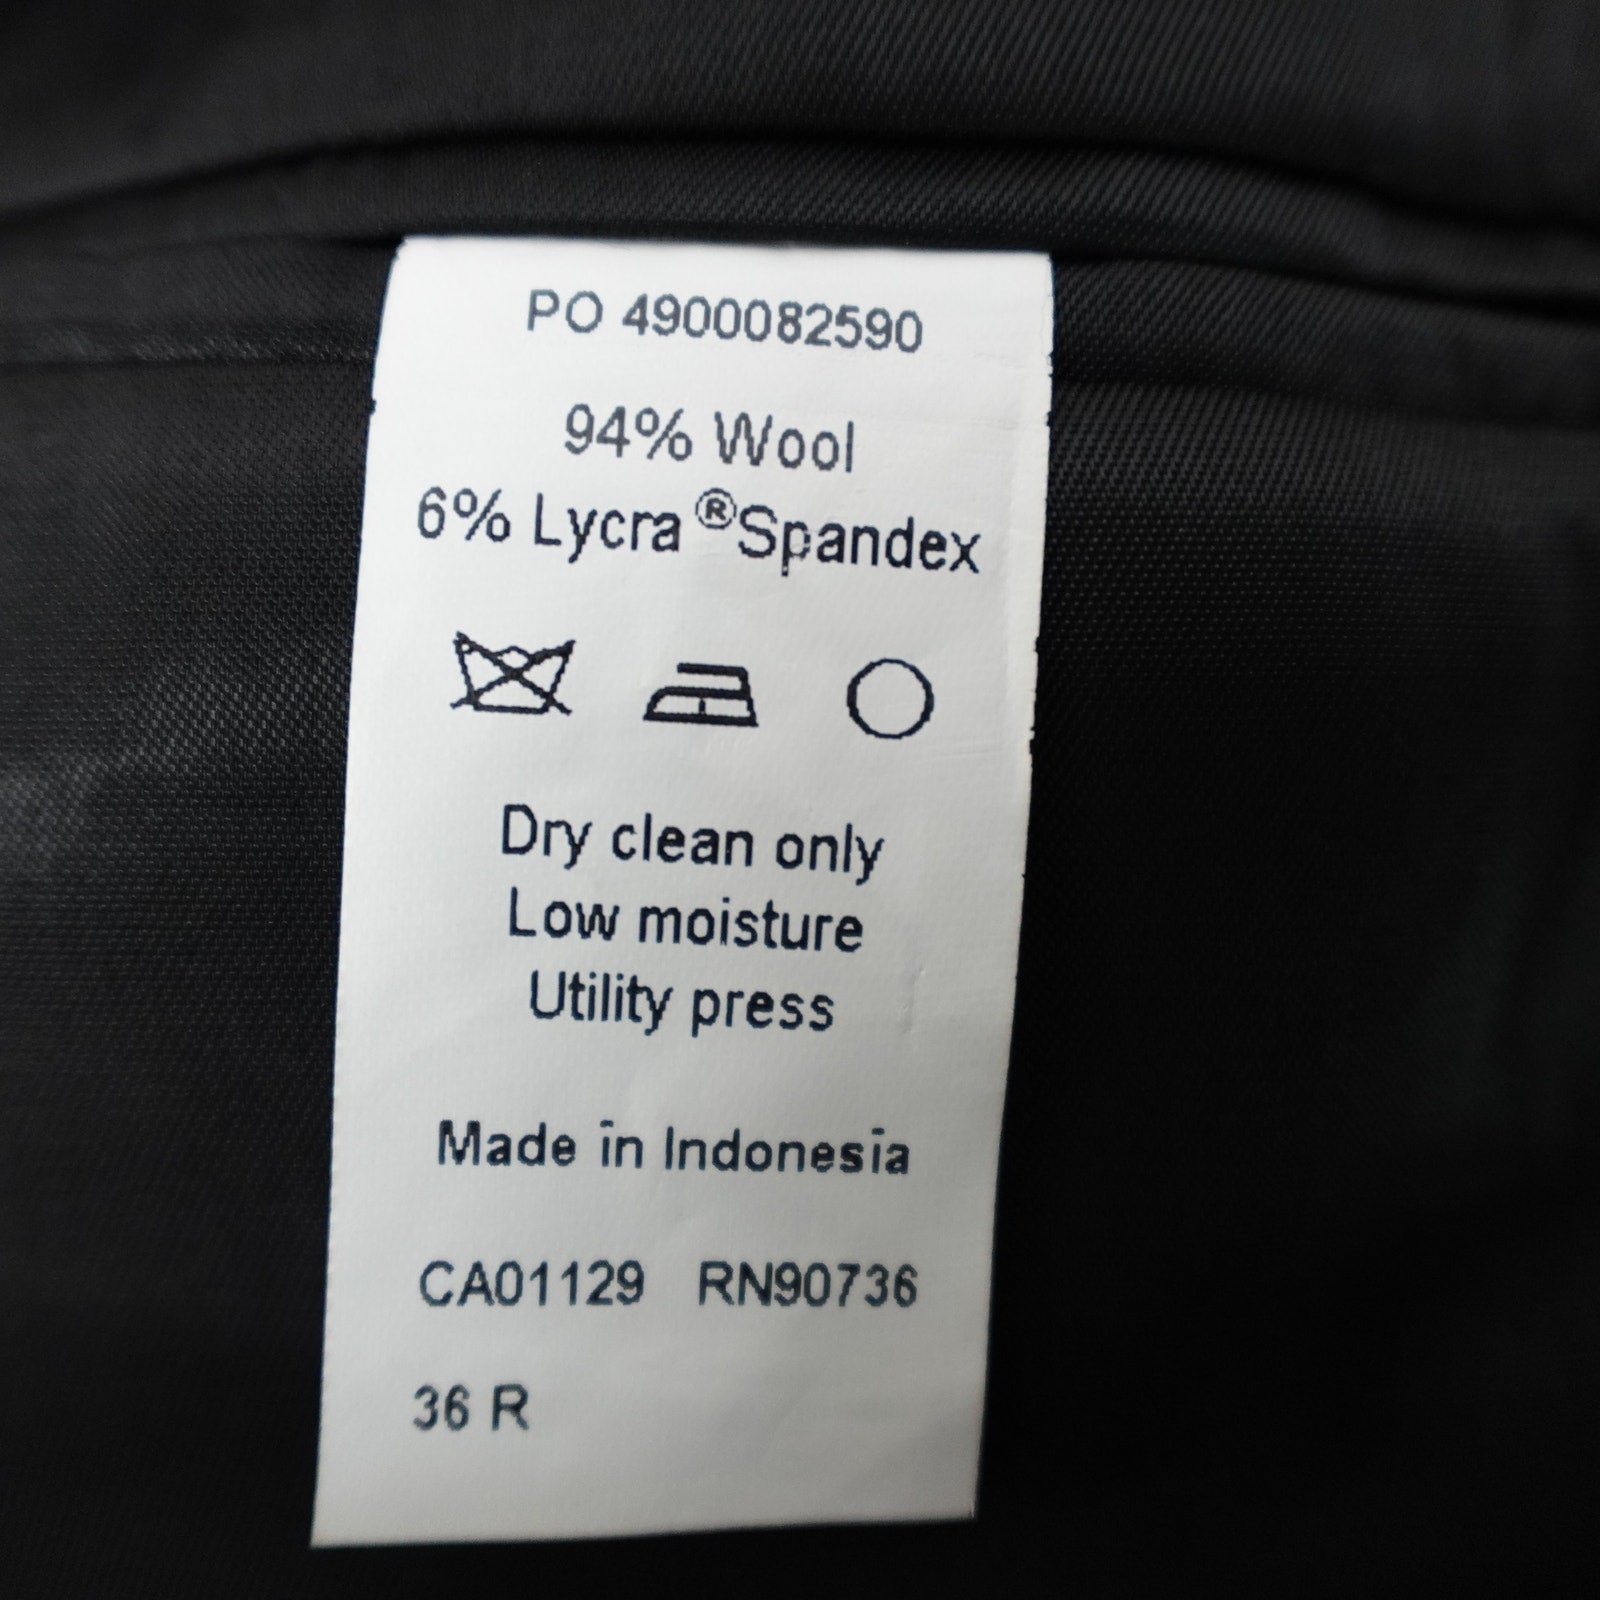 PO 4900082590
94% Wool
6% Lycra ® Spandex
Dry clean only
Low moisture
Utility press
Made in Indonesia
CA01129 RN90736
36 R